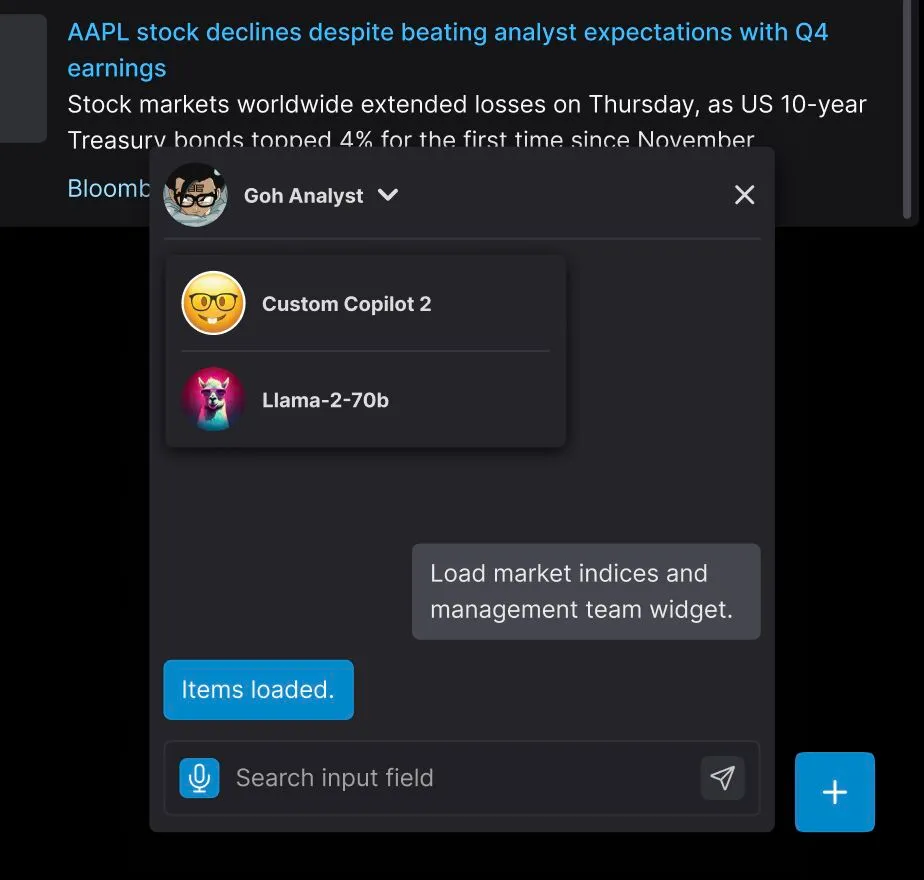 AAPL stock declines despite beating analyst expectations with Q4
earnings
Stock markets worldwide extended losses on Thursday, as US 10-year
Treasury bonds topped 4% for the first time since November
Bloomb
Goh Analyst
Custom Copilot 2
Llama-2-70b
Load market indices and
management team widget.
Items loaded.
Search input field